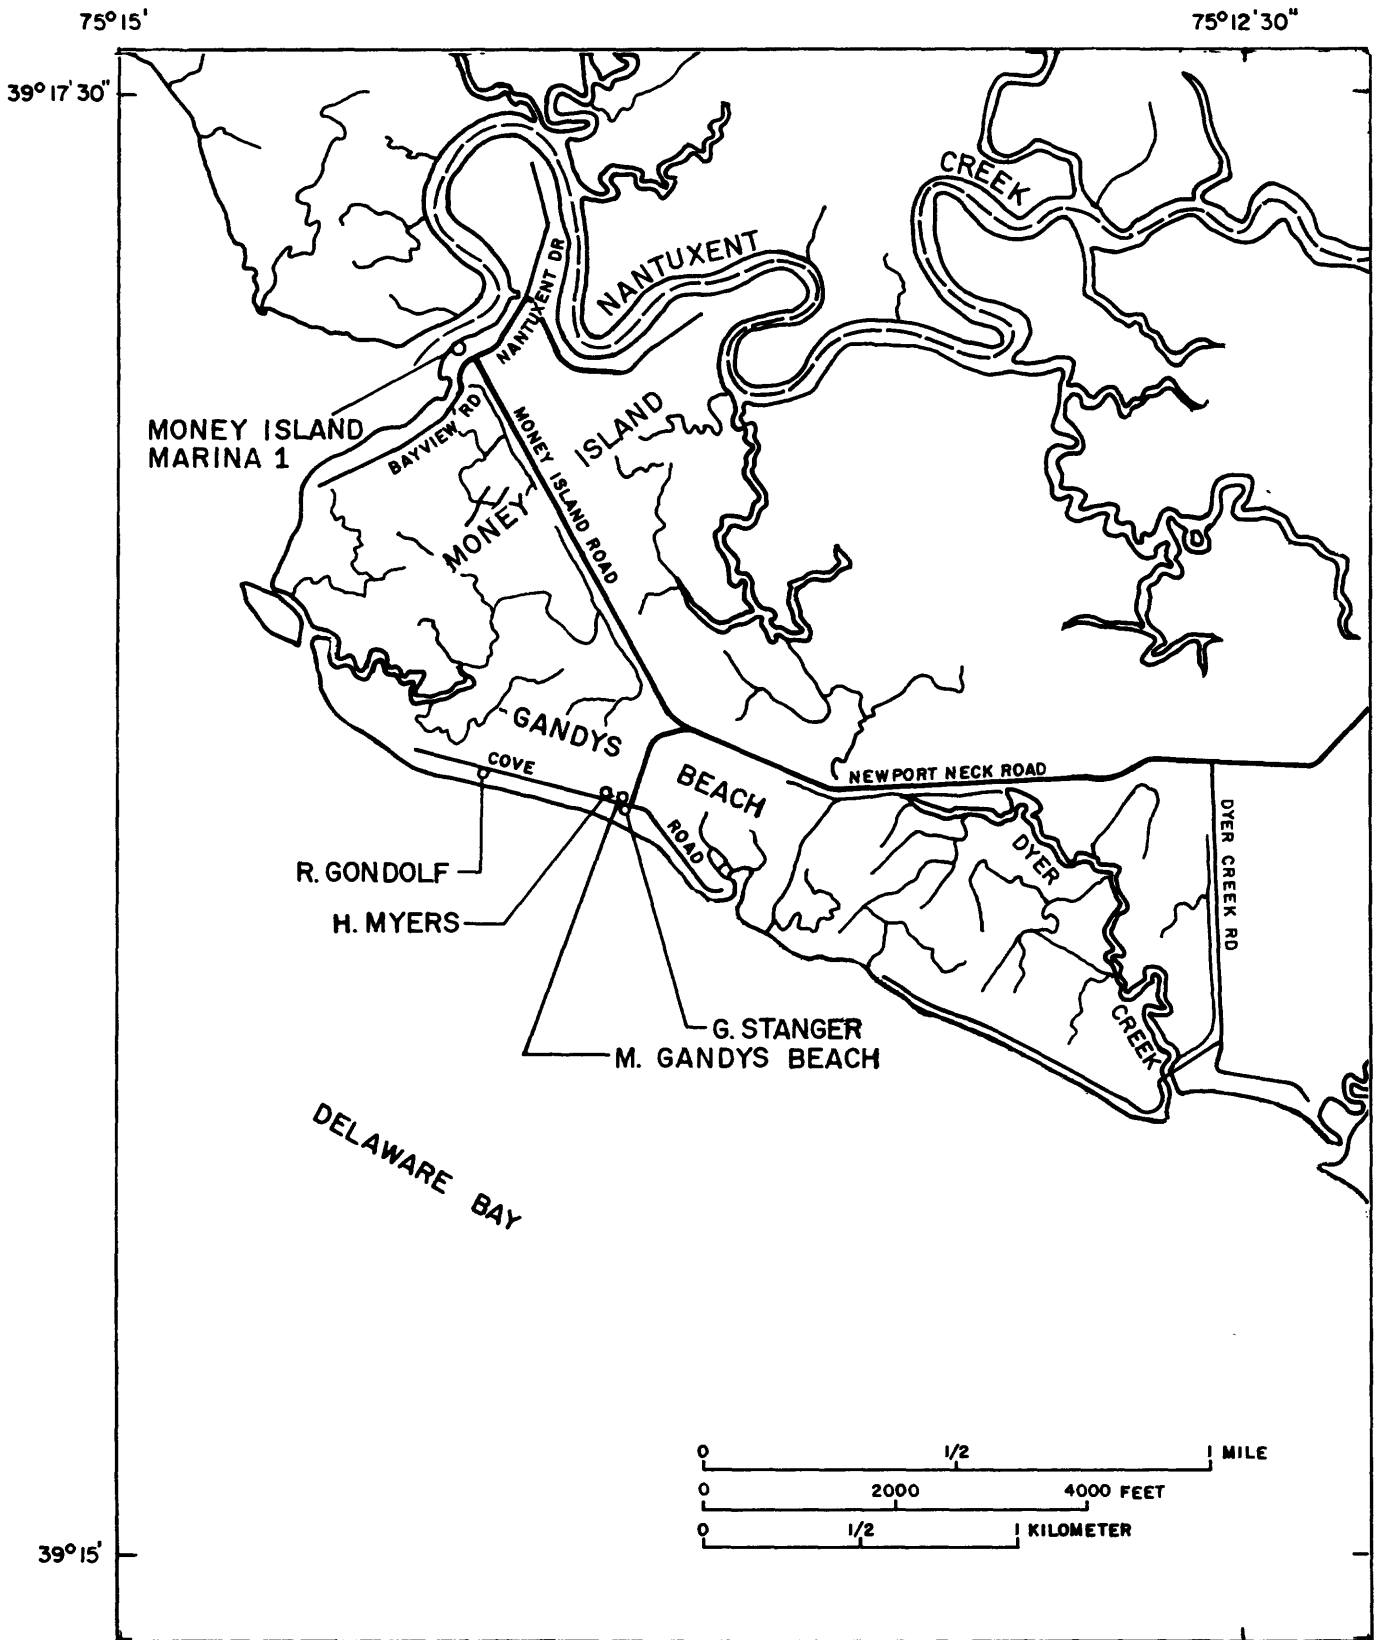 75°15'
75°12'30"
39°17'30"
CREEK
NANTUXENT
NANTUXENT DR
MONEY ISLAND
MARINA 1
BAYVIEW RD
MONEY ISLAND ROAD
ISLAND
MONEY
GANDYS
BEACH
COVE
ROAD
NEWPORT NECK ROAD
DYER
CREEK
DYER CREEK RD
R. GONDOLF
H. MYERS
G. STANGER
M. GANDYS BEACH
DELAWARE BAY
0 1/2 1 MILE
0 2000 4000 FEET
0 1/2 1 KILOMETER
39°15'